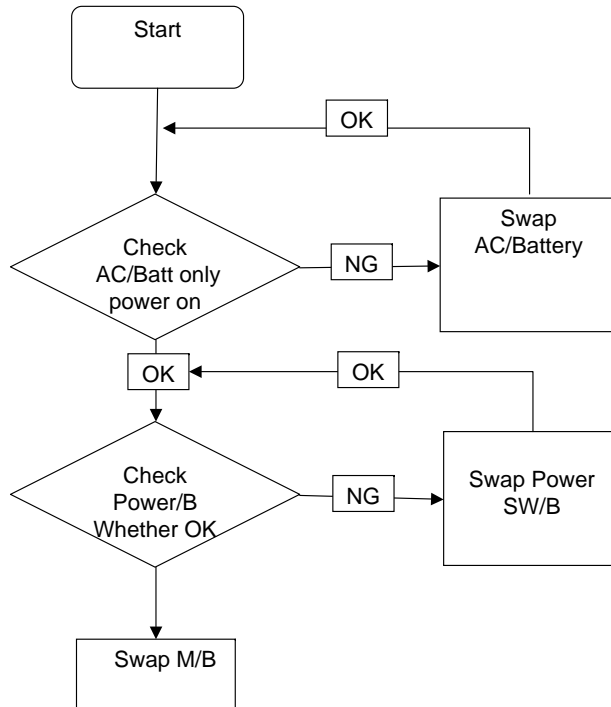 Start
OK
Check
AC/Batt only
power on
NG
Swap
AC/Battery
OK
OK
Check
Power/B
Whether OK
NG
Swap Power
SW/B
Swap M/B